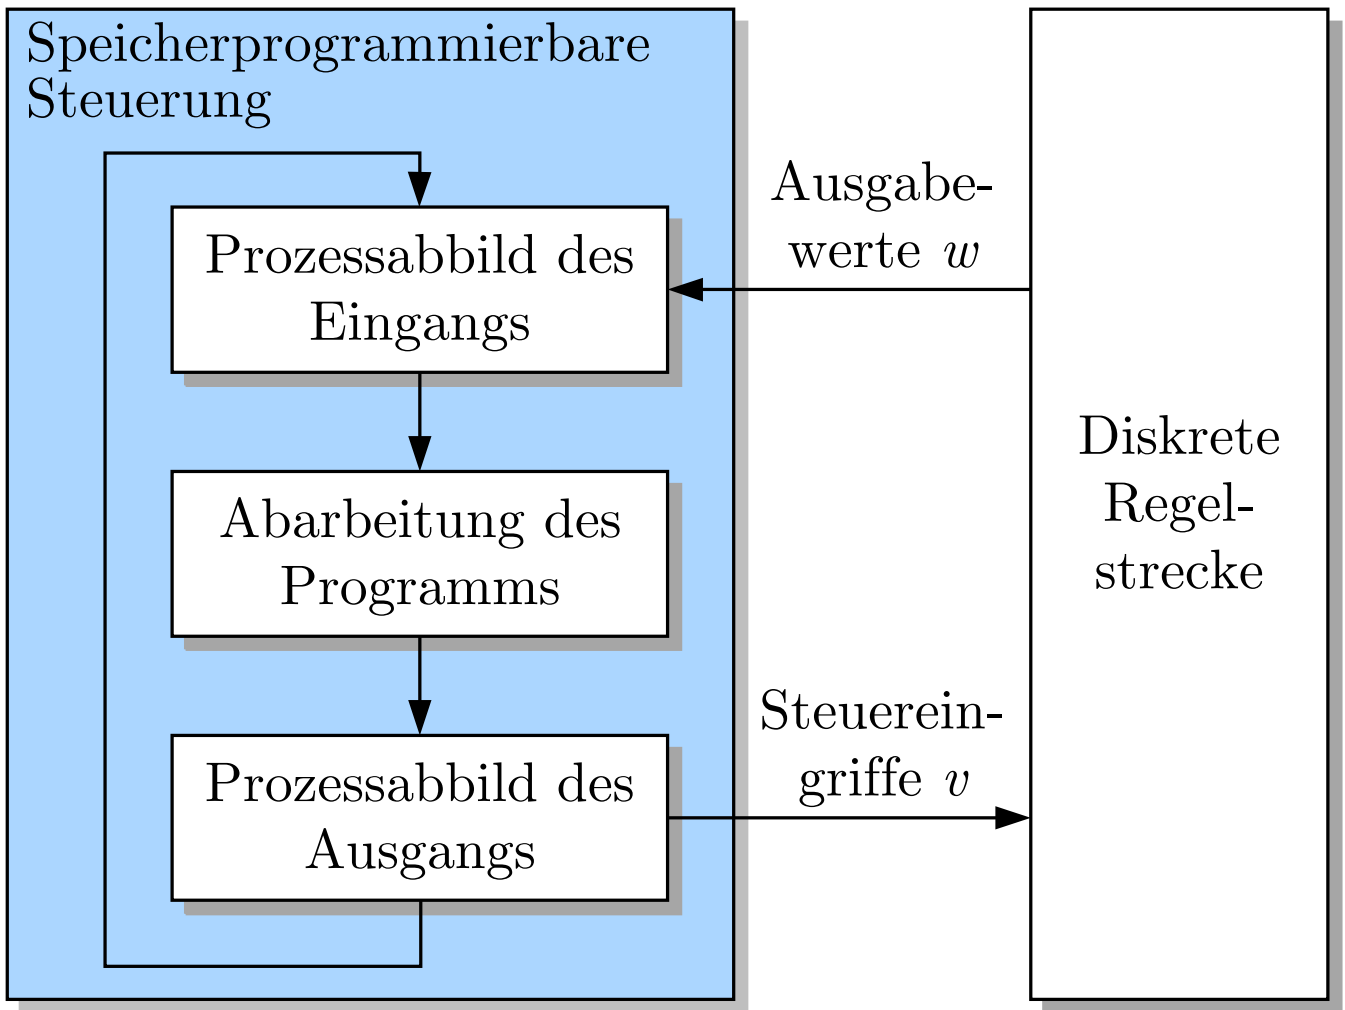 Speicherprogrammierbare
Steuerung
Prozessabbild des
Eingangs
Abarbeitung des
Programms
Prozessabbild des
Ausgangs
Ausgabe-
werte w
Steuerein-
griffe v
Diskrete
Regel-
strecke